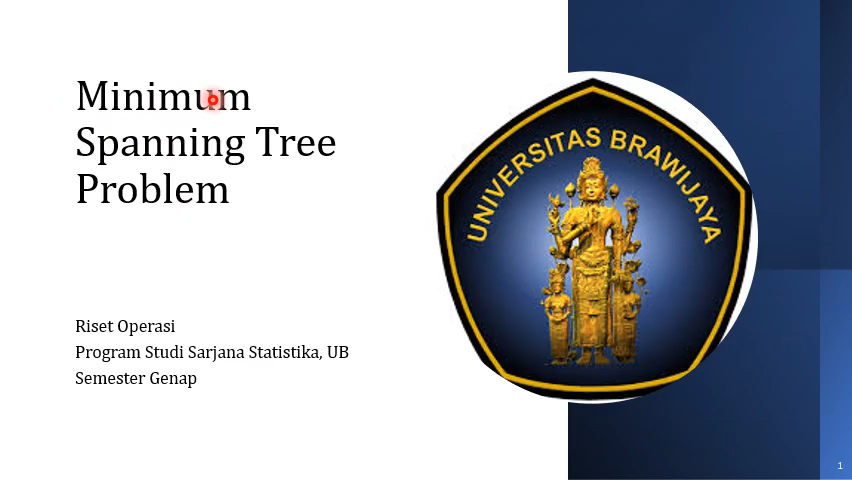 Minimum
Spanning Tree
Problem
UNIVERSITAS BRAWIJAYA
Riset Operasi
Program Studi Sarjana Statistika, UB
Semester Genap
1